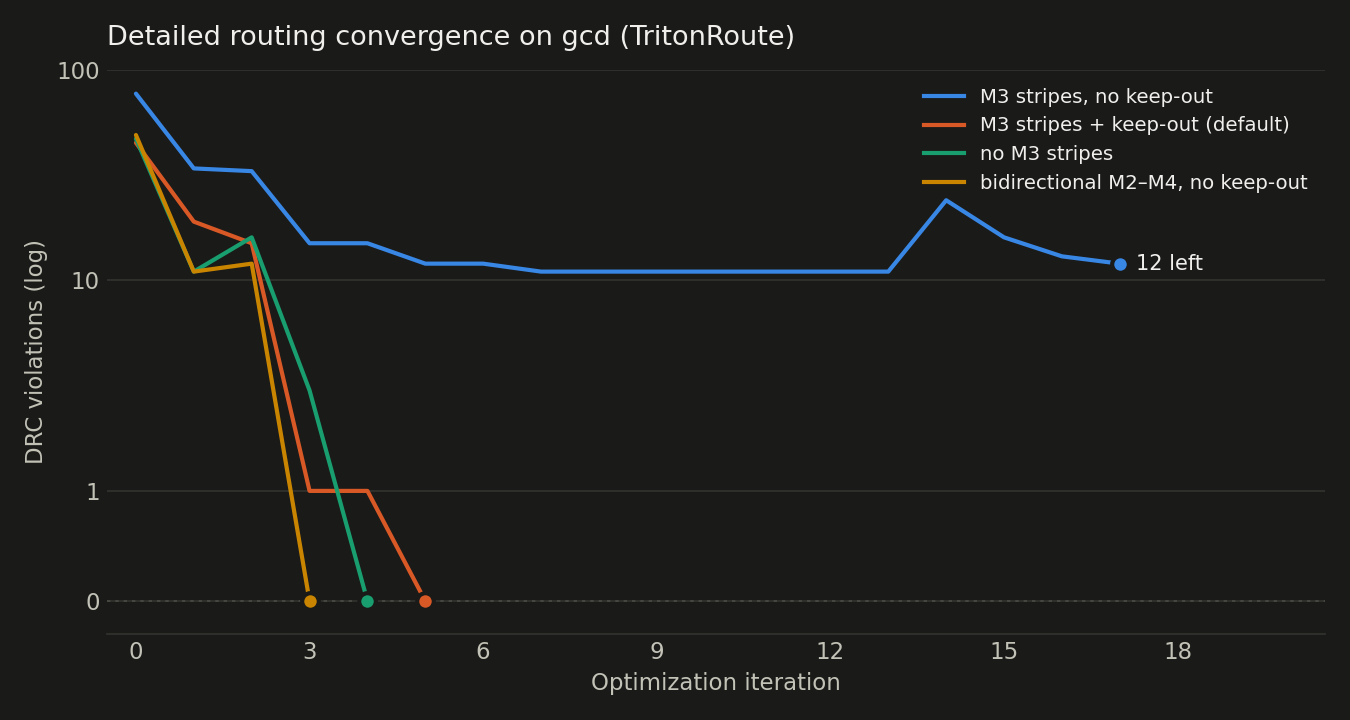 Detailed routing convergence on gcd (TritonRoute)
100
10
1
0
DRC violations (log)
M3 stripes, no keep-out
M3 stripes + keep-out (default)
no M3 stripes
bidirectional M2–M4, no keep-out
12 left
0 3 6 9 12 15 18
Optimization iteration